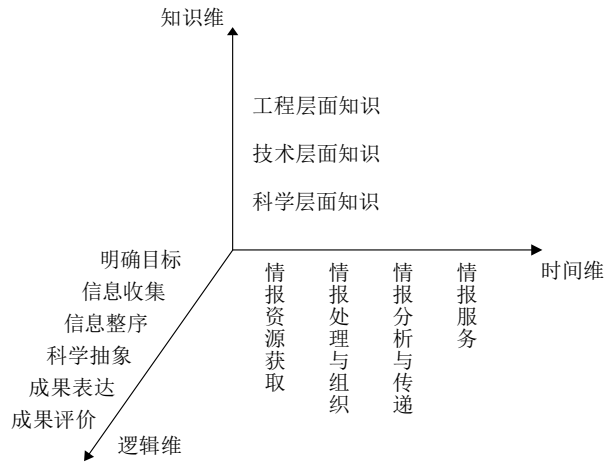 知识维
工程层面知识
技术层面知识
科学层面知识
明确目标
信息收集
信息整序
科学抽象
成果表达
成果评价
逻辑维
情报资源获取
情报处理与组织
情报分析与传递
情报服务
时间维